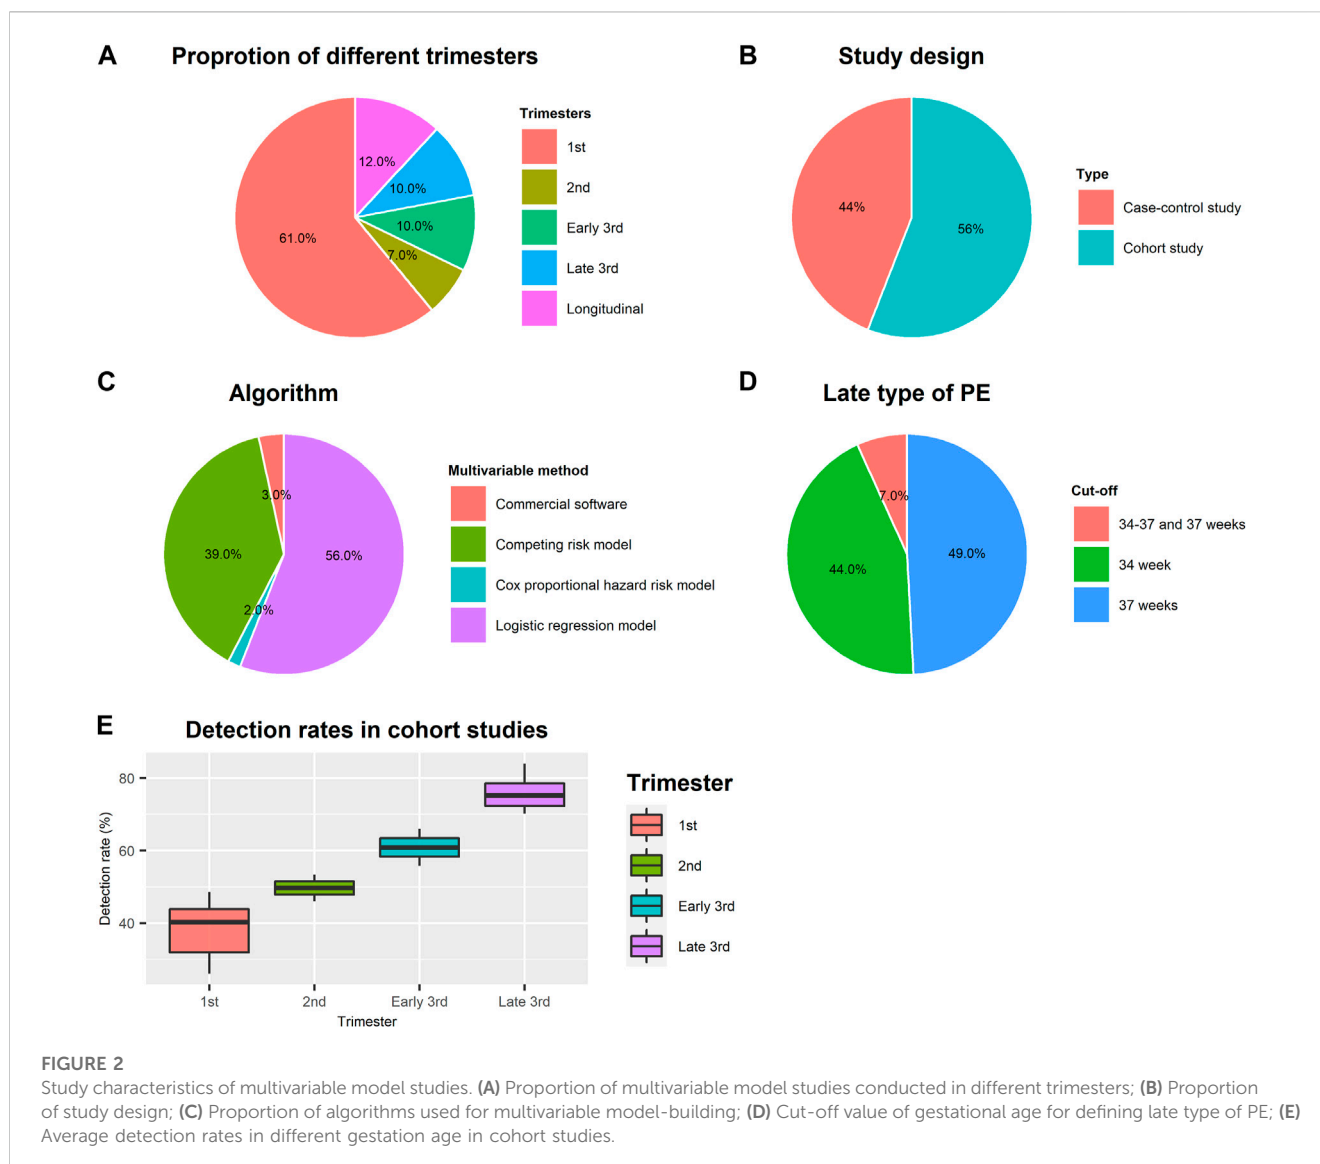 A
Proprotion of different trimesters
12.0%
10.0%
10.0%
7.0%
61.0%
Trimesters
1st
2nd
Early 3rd
Late 3rd
Longitudinal
B
Study design
44%
56%
Type
Case-control study
Cohort study
C
Algorithm
3.0%
39.0%
56.0%
2.0%
Multivariable method
Commercial software
Competing risk model
Cox proportional hazard risk model
Logistic regression model
D
Late type of PE
7.0%
49.0%
44.0%
Cut-off
34-37 and 37 weeks
34 week
37 weeks
E
Detection rates in cohort studies
Detection rate (%)
80
60
40
1st
2nd
Early 3rd
Late 3rd
Trimester
Trimester
1st
2nd
Early 3rd
Late 3rd
FIGURE 2
Study characteristics of multivariable model studies. (A) Proportion of multivariable model studies conducted in different trimesters; (B) Proportion
of study design; (C) Proportion of algorithms used for multivariable model-building; (D) Cut-off value of gestational age for defining late type of PE; (E)
Average detection rates in different gestation age in cohort studies.